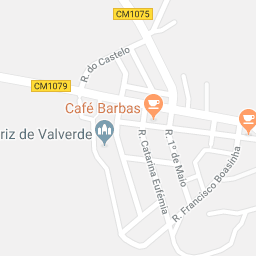 CM1075
R. do Castelo
CM1079
Café Barbas
riz de Valverde
R. Catarina Eufémia
R. 1º de Maio
R. Francisco Boasinha